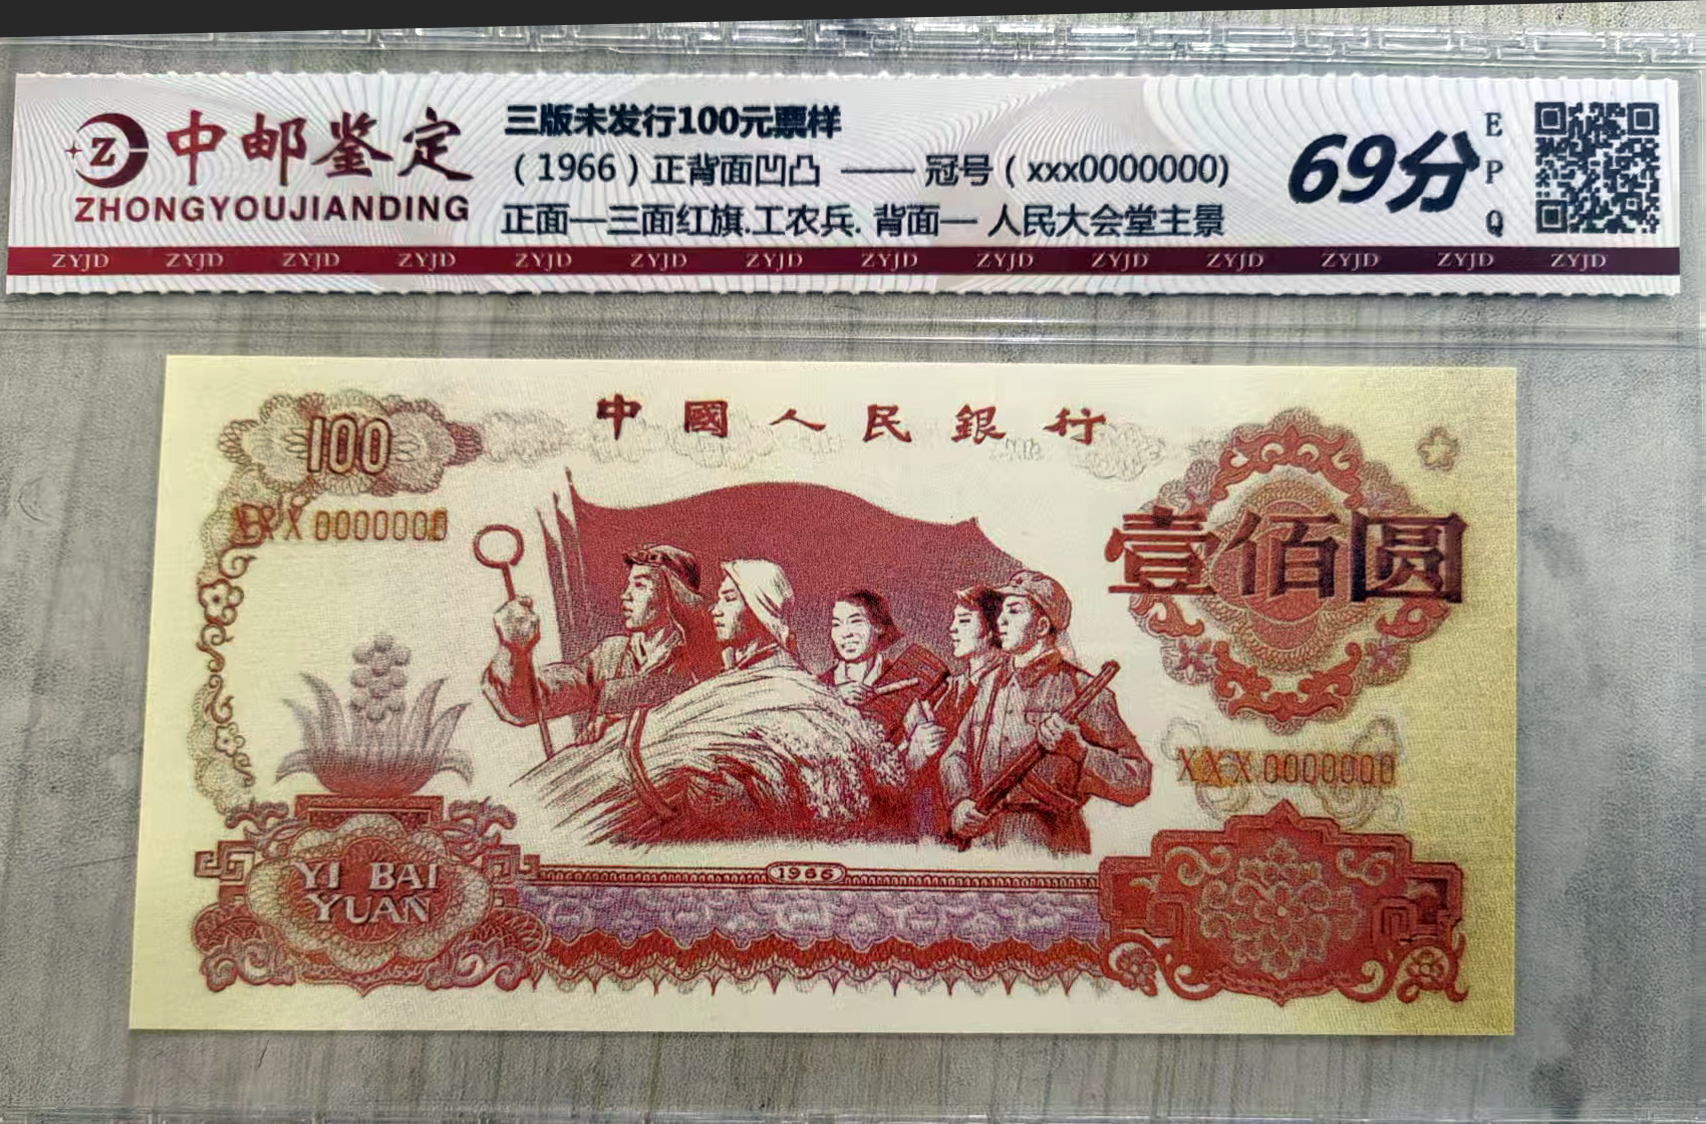 中邮鉴定
ZHONGYOUJIANDING
三版未发行100元票样
（1966）正背面凹凸 —— 冠号（xxx0000000)
正面—三面红旗.工农兵. 背面— 人民大会堂主景
69分
E
P
Q
ZYJD ZYJD ZYJD ZYJD ZYJD ZYJD ZYJD ZYJD ZYJD ZYJD ZYJD ZYJD ZYJD ZYJD
中國人民銀行
100
X 0000000
壹佰圆
XXX 0000000
1966
YI BAI
YUAN